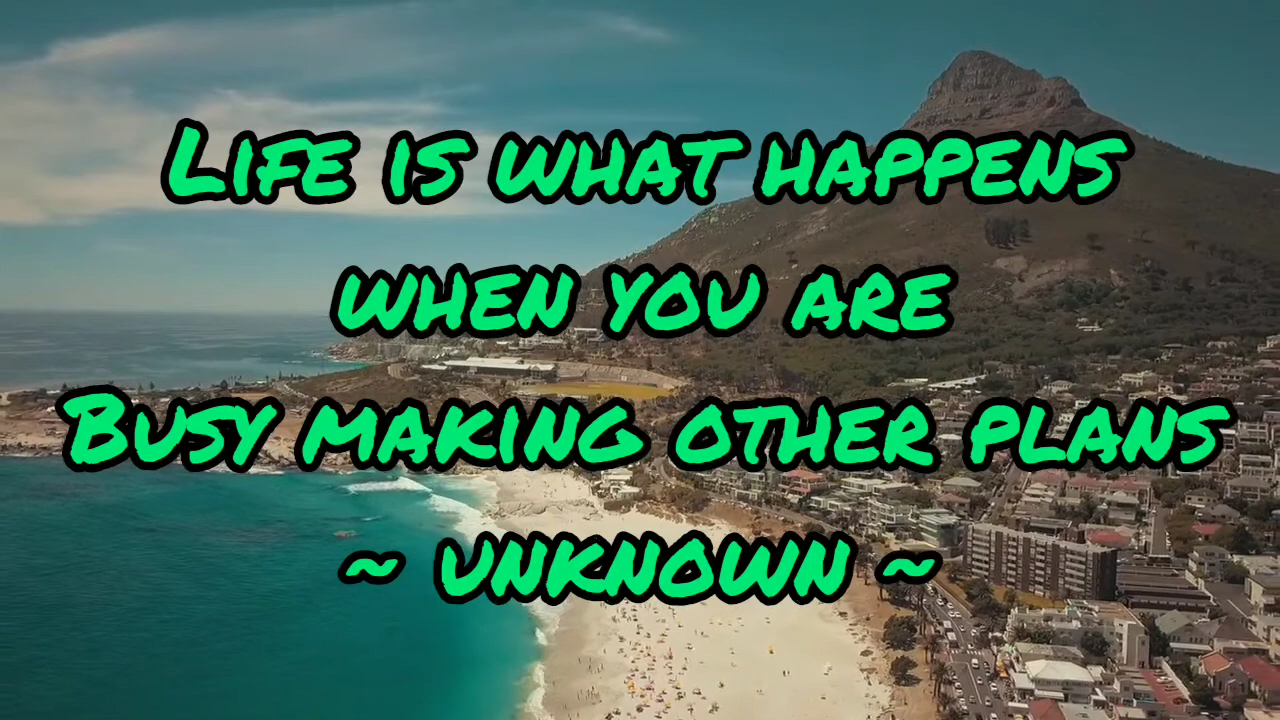 Life is what happens
when you are
Busy making other plans
~ unknown ~